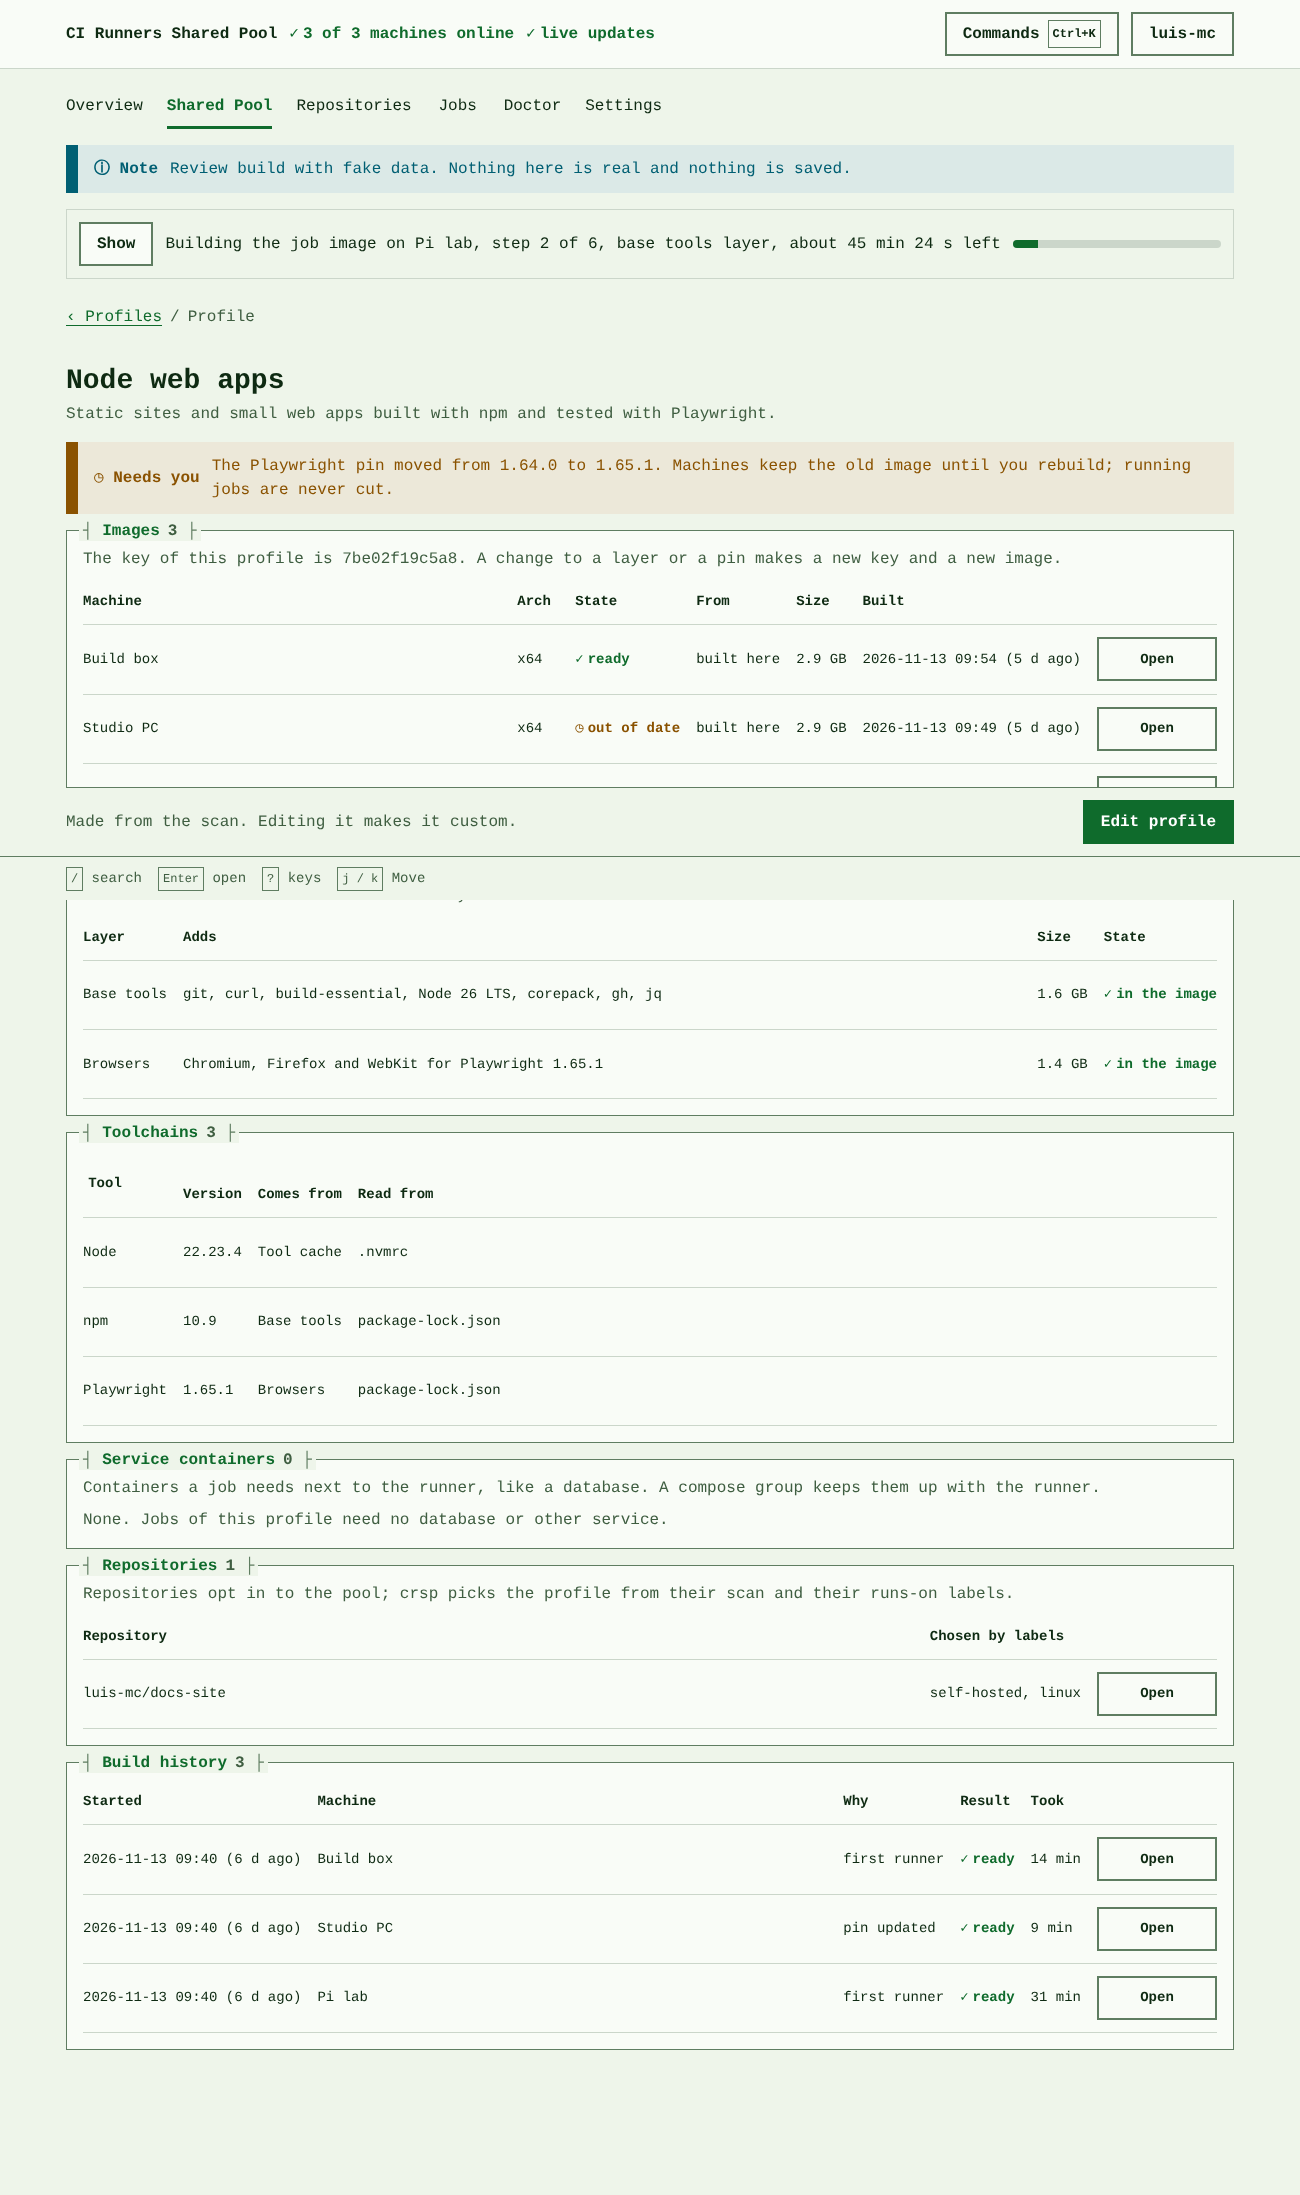 CI Runners Shared Pool ✓ 3 of 3 machines online ✓ live updates Commands Ctrl+K luis-mc
Overview Shared Pool Repositories Jobs Doctor Settings
ⓘ Note Review build with fake data. Nothing here is real and nothing is saved.
Show Building the job image on Pi lab, step 2 of 6, base tools layer, about 45 min 24 s left
‹ Profiles / Profile
Node web apps
Static sites and small web apps built with npm and tested with Playwright.
◷ Needs you The Playwright pin moved from 1.64.0 to 1.65.1. Machines keep the old image until you rebuild; running
jobs are never cut.
Images 3
The key of this profile is 7be02f19c5a8. A change to a layer or a pin makes a new key and a new image.
Machine Arch State From Size Built
Build box x64 ✓ ready built here 2.9 GB 2026-11-13 09:54 (5 d ago) Open
Studio PC x64 ◷ out of date built here 2.9 GB 2026-11-13 09:49 (5 d ago) Open
Made from the scan. Editing it makes it custom. Edit profile
/ search Enter open ? keys j / k Move
Layer Adds Size State
Base tools git, curl, build-essential, Node 26 LTS, corepack, gh, jq 1.6 GB ✓ in the image
Browsers Chromium, Firefox and WebKit for Playwright 1.65.1 1.4 GB ✓ in the image
Toolchains 3
Tool Version Comes from Read from
Node 22.23.4 Tool cache .nvmrc
npm 10.9 Base tools package-lock.json
Playwright 1.65.1 Browsers package-lock.json
Service containers 0
Containers a job needs next to the runner, like a database. A compose group keeps them up with the runner.
None. Jobs of this profile need no database or other service.
Repositories 1
Repositories opt in to the pool; crsp picks the profile from their scan and their runs-on labels.
Repository Chosen by labels
luis-mc/docs-site self-hosted, linux Open
Build history 3
Started Machine Why Result Took
2026-11-13 09:40 (6 d ago) Build box first runner ✓ ready 14 min Open
2026-11-13 09:40 (6 d ago) Studio PC pin updated ✓ ready 9 min Open
2026-11-13 09:40 (6 d ago) Pi lab first runner ✓ ready 31 min Open